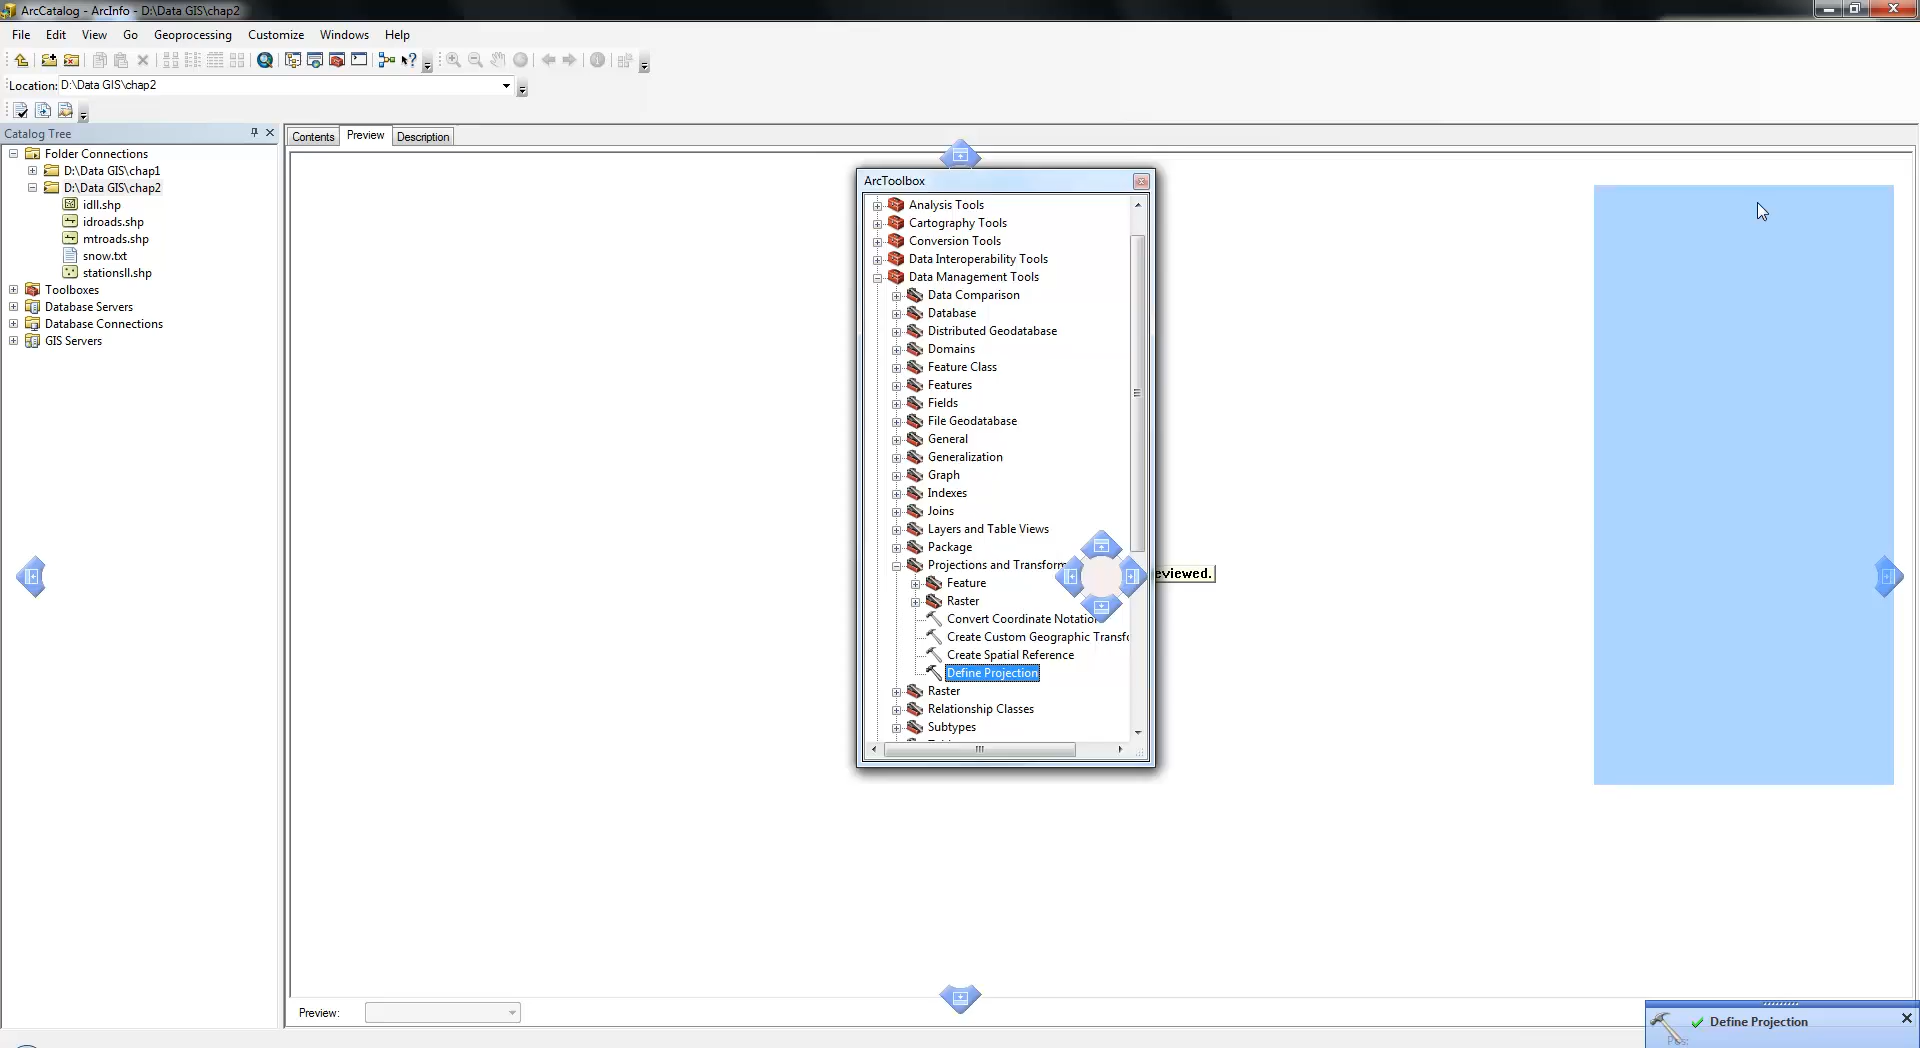 ArcCatalog - ArcInfo - D:\Data GIS\chap2
File Edit View Go Geoprocessing Customize Windows Help
Location: D:\Data GIS\chap2
Catalog Tree
Folder Connections
D:\Data GIS\chap1
D:\Data GIS\chap2
idll.shp
idroads.shp
mtroads.shp
snow.txt
stationsll.shp
Toolboxes
Database Servers
Database Connections
GIS Servers
Contents Preview Description
ArcToolbox
Analysis Tools
Cartography Tools
Conversion Tools
Data Interoperability Tools
Data Management Tools
Data Comparison
Database
Distributed Geodatabase
Domains
Feature Class
Features
Fields
File Geodatabase
General
Generalization
Graph
Indexes
Joins
Layers and Table Views
Package
Projections and Transform
eviewed.
Feature
Raster
Convert Coordinate Notation
Create Custom Geographic Transfo
Create Spatial Reference
Define Projection
Raster
Relationship Classes
Subtypes
Preview:
Define Projection